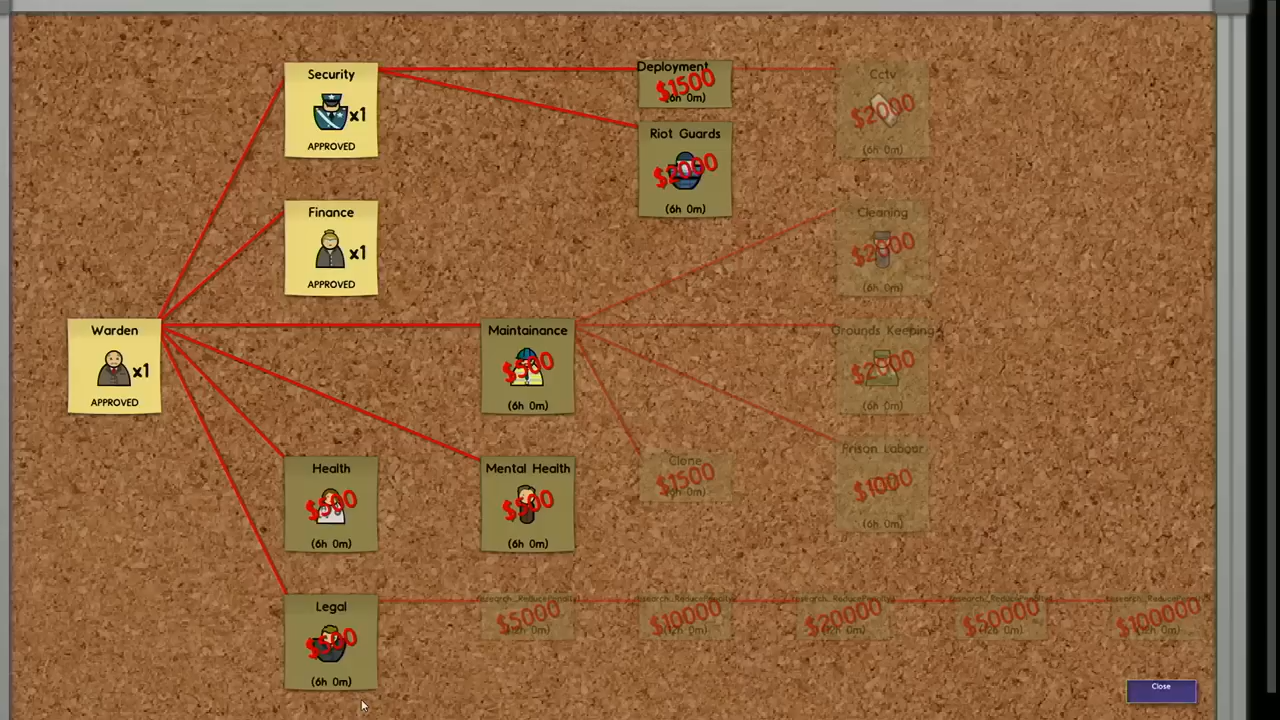 Security
x1
APPROVED
Deployment
$1500
(6h 0m)
Riot Guards
$2000
(6h 0m)
Cctv
$2000
(6h 0m)
Finance
x1
APPROVED
Cleaning
$2000
(6h 0m)
Warden
x1
APPROVED
Maintainance
$500
(6h 0m)
Grounds Keeping
$2000
(6h 0m)
Health
$500
(6h 0m)
Mental Health
$500
(6h 0m)
Clone
$1500
(6h 0m)
Prison Labour
$1000
(6h 0m)
Legal
$500
(6h 0m)
$5000
$10000
$20000
$50000
$100000
Close